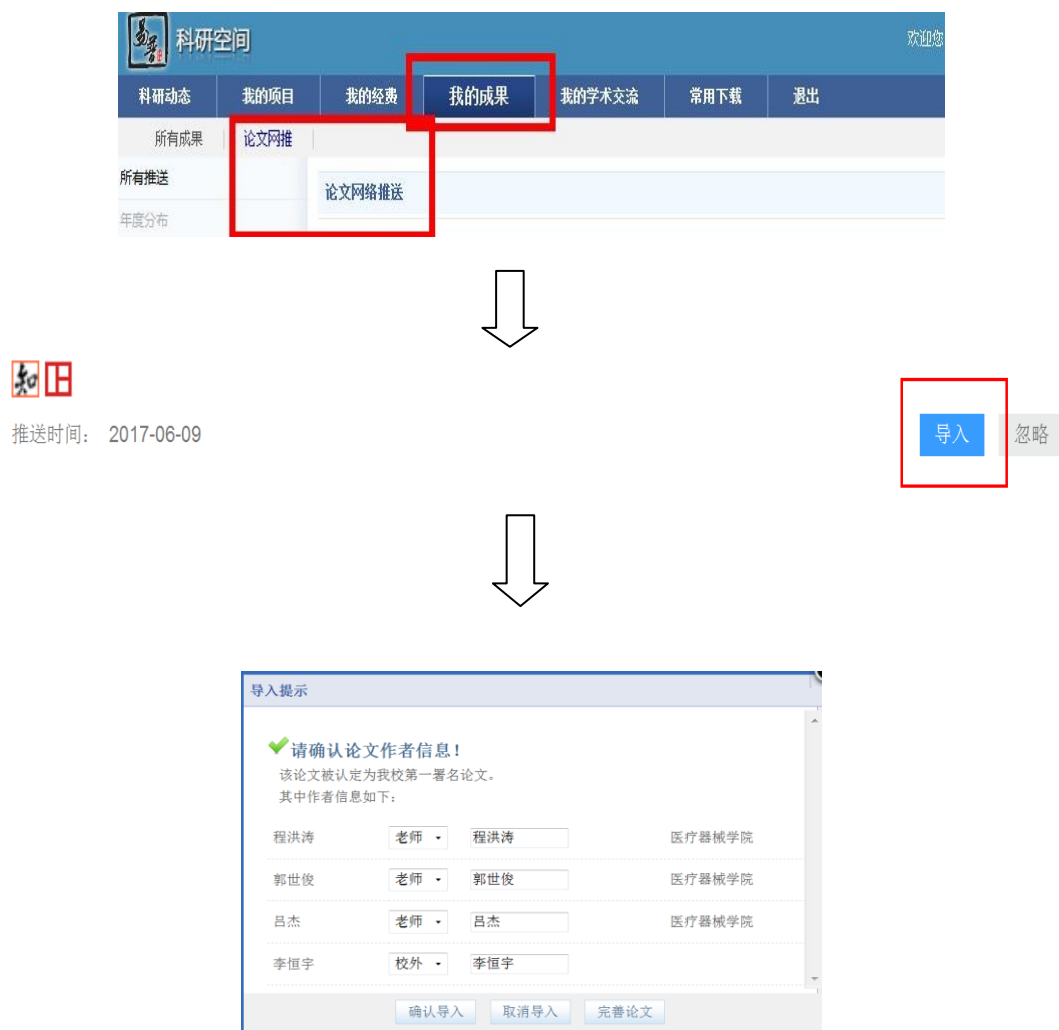 易普 科研空间 欢迎您
科研动态 我的项目 我的经费 我的成果 我的学术交流 常用下载 退出
所有成果 论文网推
所有推送
论文网络推送
年度分布
知 正
推送时间： 2017-06-09 导入 忽略
导入提示
请确认论文作者信息！
该论文被认定为我校第一署名论文。
其中作者信息如下：
程洪涛 老师 程洪涛 医疗器械学院
郭世俊 老师 郭世俊 医疗器械学院
吕杰 老师 吕杰 医疗器械学院
李恒宇 校外 李恒宇
确认导入 取消导入 完善论文